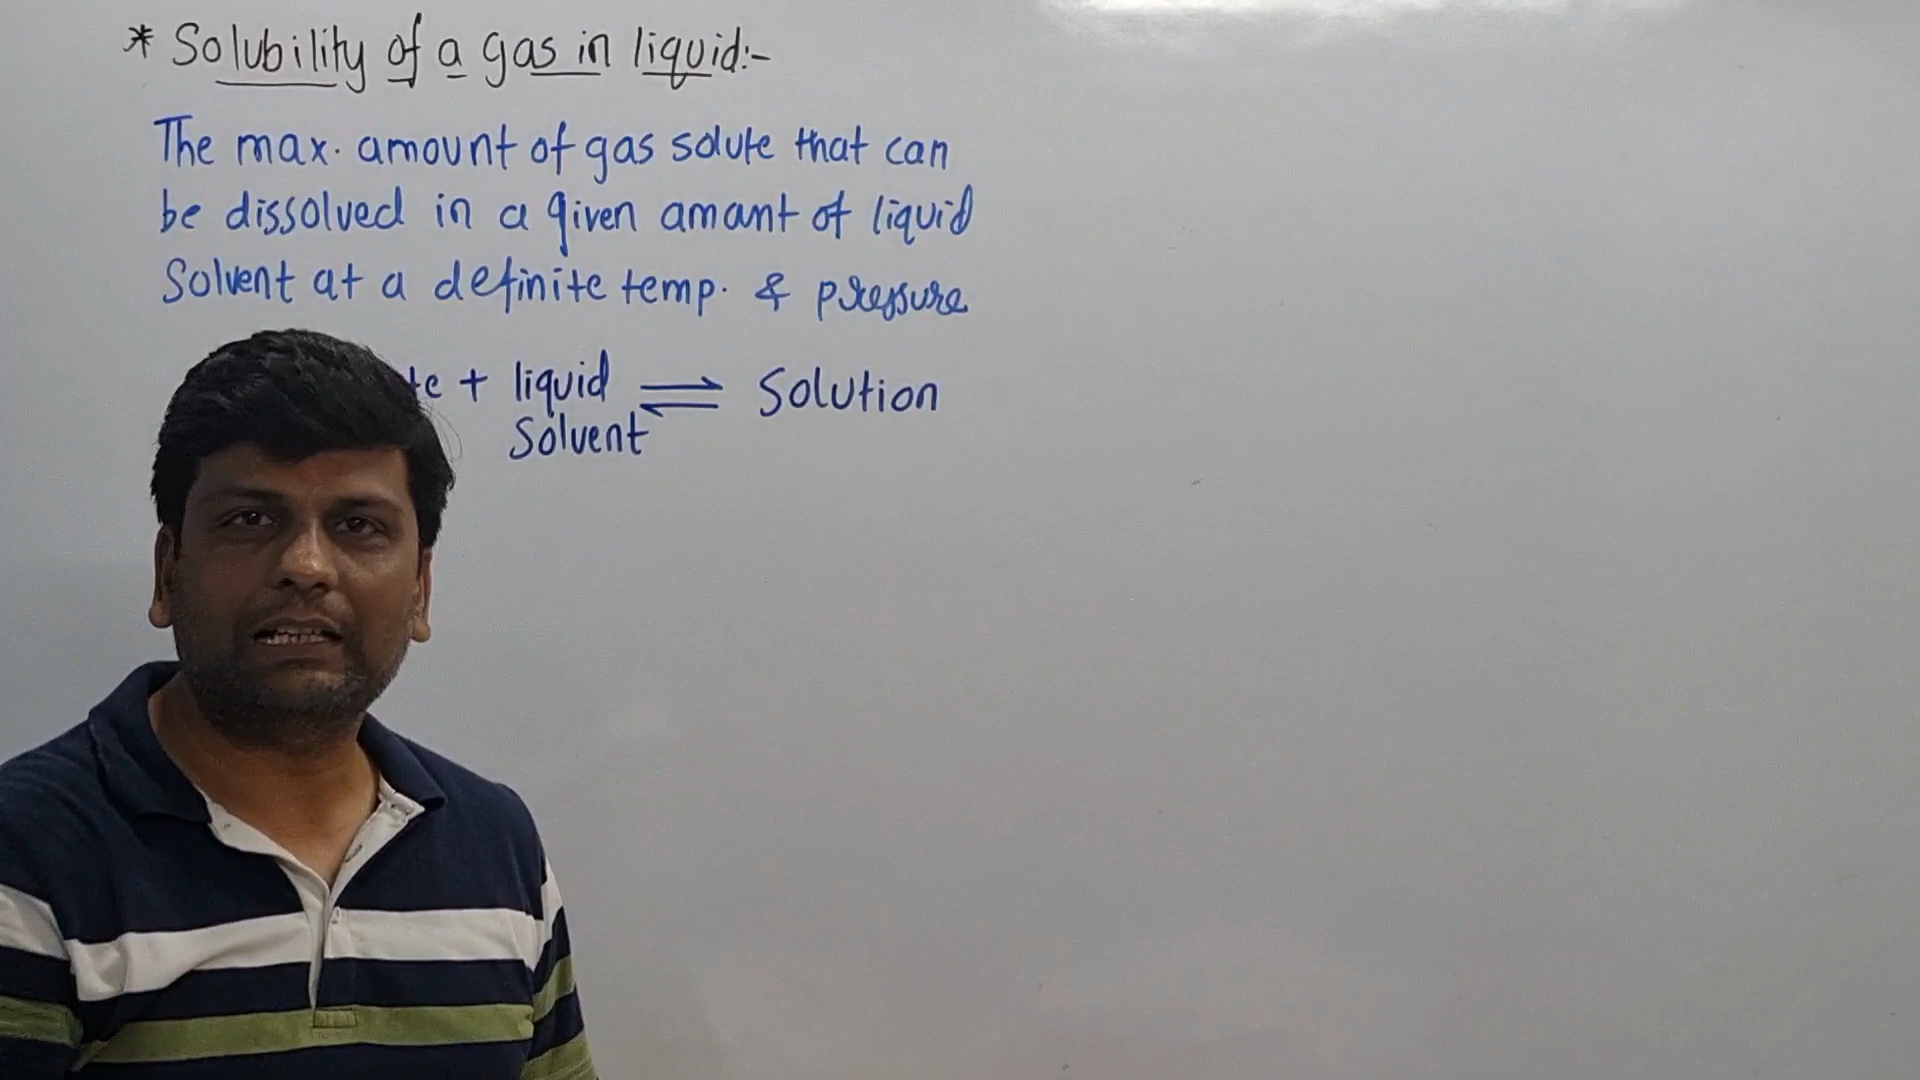 * Solubility of a gas in liquid:-
The max. amount of gas solute that can
be dissolved in a given amant of liquid
Solvent at a definite temp. & pressure
te + liquid ⇌ Solution
Solvent